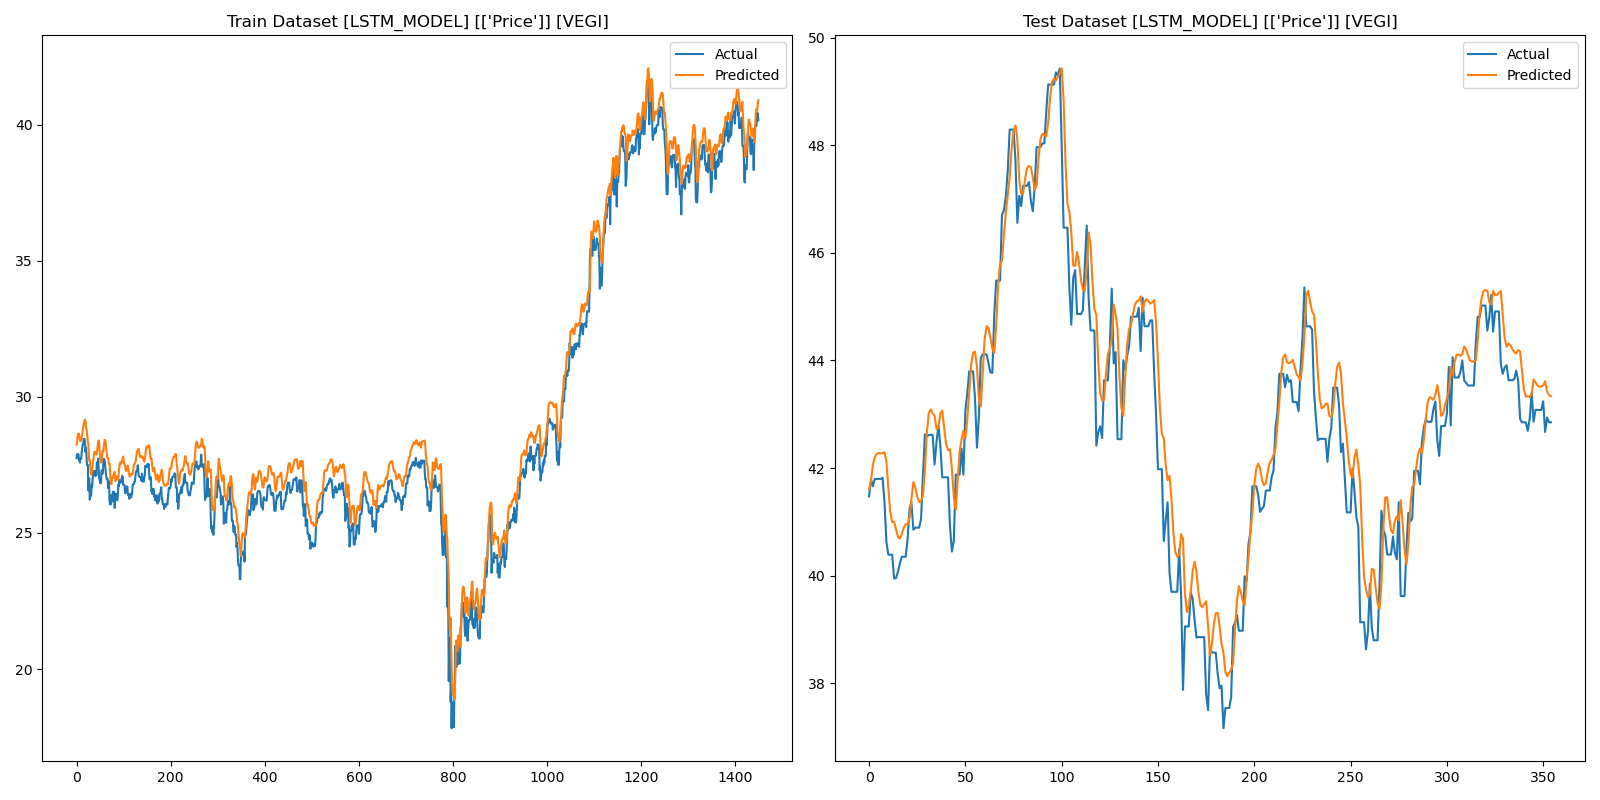 Train Dataset [LSTM_MODEL] [['Price']] [VEGI]
Actual
Predicted
40
35
30
25
20
0 200 400 600 800 1000 1200 1400
Test Dataset [LSTM_MODEL] [['Price']] [VEGI]
Actual
Predicted
50
48
46
44
42
40
38
0 50 100 150 200 250 300 350